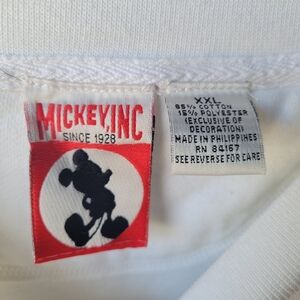 MICKEY, INC
SINCE 1928
XXL
85% COTTON
15% POLYESTER
(EXCLUSIVE OF
DECORATION)
MADE IN PHILIPPINES
RN 84167
SEE REVERSE FOR CARE